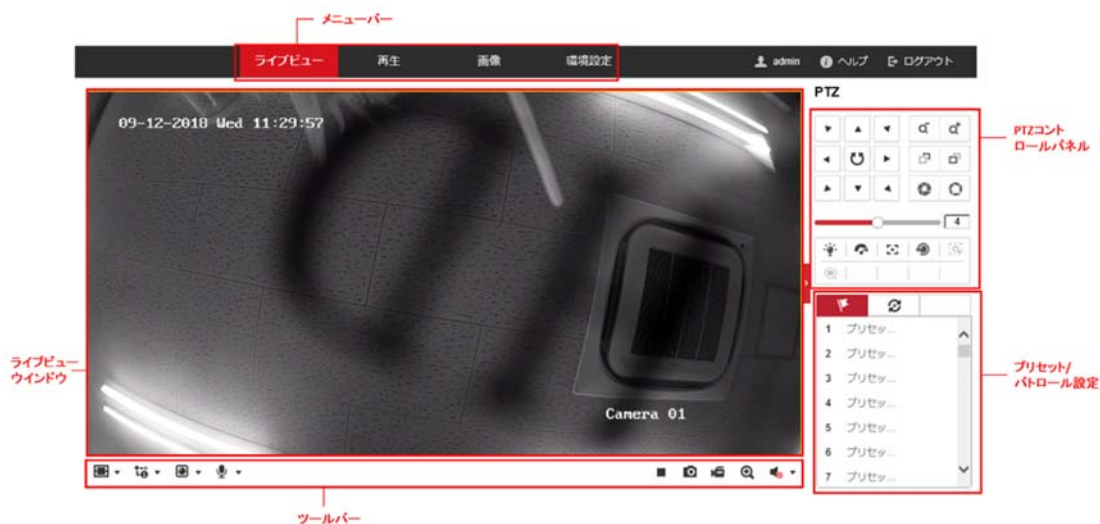 メニューバー
ライブビュー 再生 画像 環境設定 admin ヘルプ ログアウト
PTZ
09-12-2018 Wed 11:29:57
PTZコント
ロールパネル
4
1 プリセッ...
2 プリセッ...
3 プリセッ...
4 プリセッ...
5 プリセッ...
6 プリセッ...
7 プリセッ...
ライブビュー
ウインドウ
プリセット/
パトロール設定
Camera 01
ツールバー